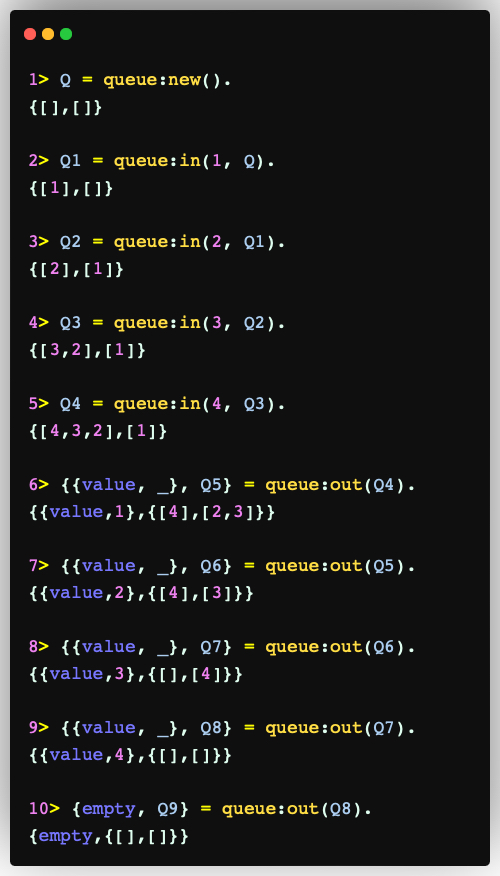 1> Q = queue:new().
{[],[]}
2> Q1 = queue:in(1, Q).
{[1],[]}
3> Q2 = queue:in(2, Q1).
{[2],[1]}
4> Q3 = queue:in(3, Q2).
{[3,2],[1]}
5> Q4 = queue:in(4, Q3).
{[4,3,2],[1]}
6> {{value, _}, Q5} = queue:out(Q4).
{{value,1},{[4],[2,3]}}
7> {{value, _}, Q6} = queue:out(Q5).
{{value,2},{[4],[3]}}
8> {{value, _}, Q7} = queue:out(Q6).
{{value,3},{[],[4]}}
9> {{value, _}, Q8} = queue:out(Q7).
{{value,4},{[],[]}}
10> {empty, Q9} = queue:out(Q8).
{empty,{[],[]}}